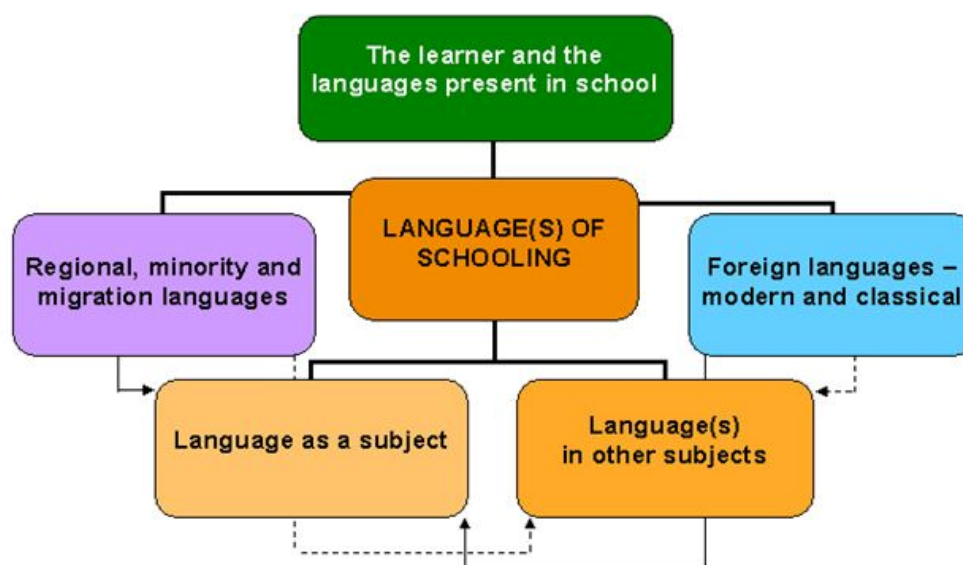 The learner and the
languages present in school
LANGUAGE(S) OF
SCHOOLING
Regional, minority and
migration languages
Foreign languages –
modern and classical
Language as a subject
Language(s)
in other subjects